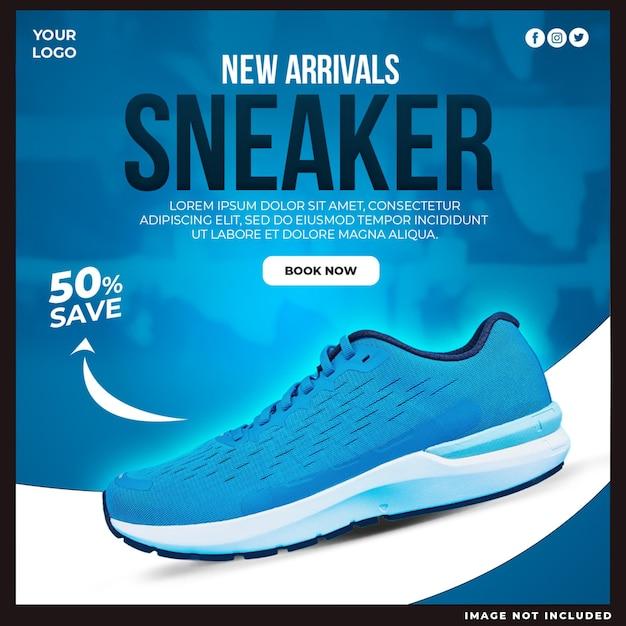 YOUR
LOGO
NEW ARRIVALS
SNEAKER
LOREM IPSUM DOLOR SIT AMET, CONSECTETUR
ADIPISCING ELIT, SED DO EIUSMOD TEMPOR INCIDIDUNT
UT LABORE ET DOLORE MAGNA ALIQUA.
BOOK NOW
50%
SAVE
IMAGE NOT INCLUDED